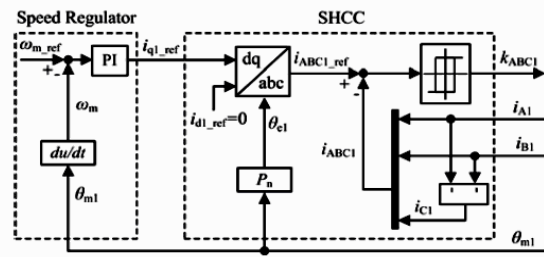 Speed Regulator
SHCC
ω_m_ref
+
-
PI
i_q1_ref
dq
abc
i_ABC1_ref
+
-
k_ABC1
ω_m
i_d1_ref=0
θ_e1
i_ABC1
i_A1
i_B1
du/dt
P_n
- -
i_C1
θ_m1
θ_m1